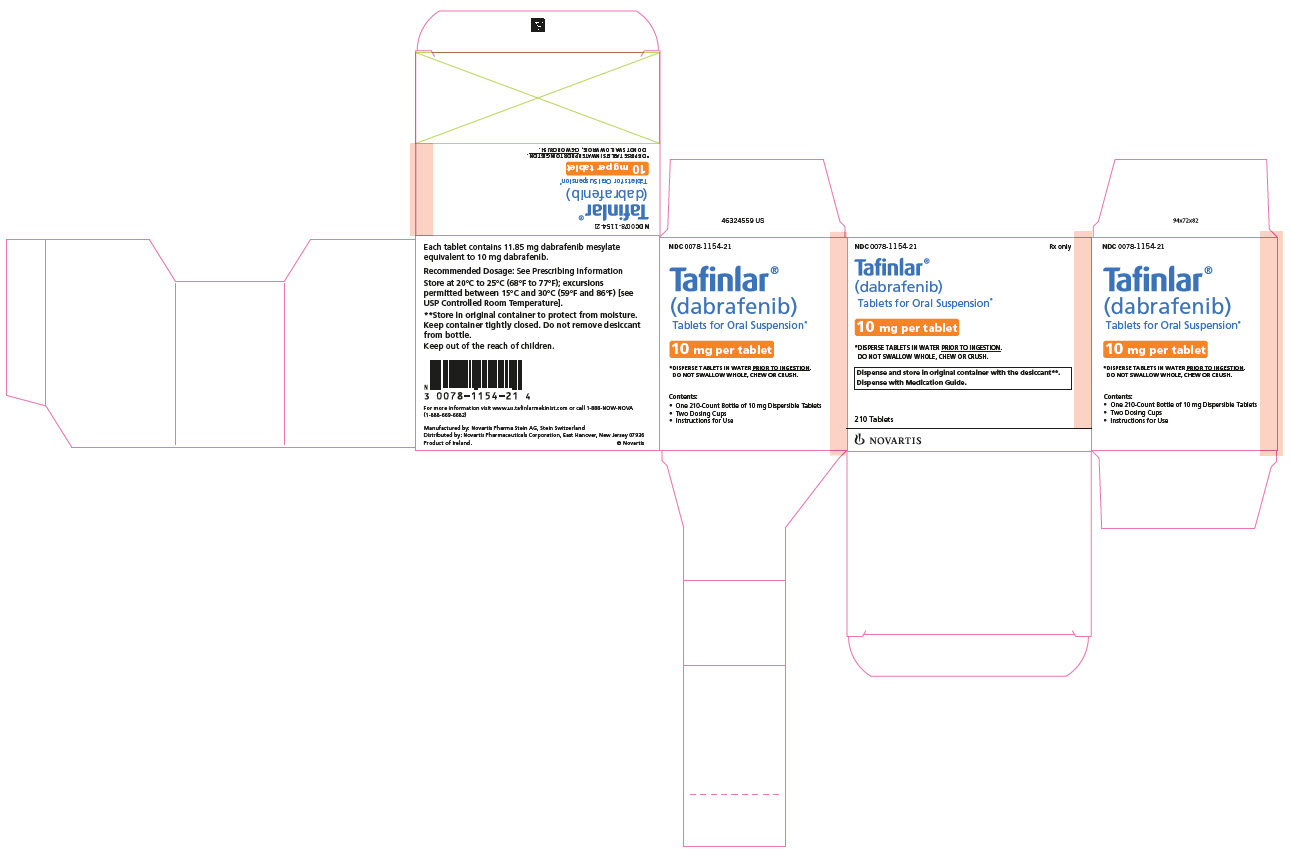 NDC 0078-1154-21
Tafinlar®
(dabrafenib)
Tablets for Oral Suspension*
10 mg per tablet
*DISPERSE TABLETS IN WATER PRIOR TO INGESTION.
DO NOT SWALLOW WHOLE, CHEW OR CRUSH.
Each tablet contains 11.85 mg dabrafenib mesylate
equivalent to 10 mg dabrafenib.
Recommended Dosage: See Prescribing Information
Store at 20°C to 25°C (68°F to 77°F); excursions
permitted between 15°C and 30°C (59°F and 86°F) [see
USP Controlled Room Temperature].
**Store in original container to protect from moisture.
Keep container tightly closed. Do not remove desiccant
from bottle.
Keep out of the reach of children.
N
3 0078-1154-21 4
For more information visit www.us.tafinlarmekinist.com or call 1-888-NOW-NOVA
(1-888-669-6682)
Manufactured by: Novartis Pharma Stein AG, Stein Switzerland
Distributed by: Novartis Pharmaceuticals Corporation, East Hanover, New Jersey 07936
Product of Ireland. © Novartis
46324559 US
NDC 0078-1154-21
Tafinlar®
(dabrafenib)
Tablets for Oral Suspension*
10 mg per tablet
*DISPERSE TABLETS IN WATER PRIOR TO INGESTION.
DO NOT SWALLOW WHOLE, CHEW OR CRUSH.
Contents:
• One 210-Count Bottle of 10 mg Dispersible Tablets
• Two Dosing Cups
• Instructions for Use
NDC 0078-1154-21 Rx only
Tafinlar®
(dabrafenib)
Tablets for Oral Suspension*
10 mg per tablet
*DISPERSE TABLETS IN WATER PRIOR TO INGESTION.
DO NOT SWALLOW WHOLE, CHEW OR CRUSH.
Dispense and store in original container with the desiccant**.
Dispense with Medication Guide.
210 Tablets
NOVARTIS
94x72x82
NDC 0078-1154-21
Tafinlar®
(dabrafenib)
Tablets for Oral Suspension*
10 mg per tablet
*DISPERSE TABLETS IN WATER PRIOR TO INGESTION.
DO NOT SWALLOW WHOLE, CHEW OR CRUSH.
Contents:
• One 210-Count Bottle of 10 mg Dispersible Tablets
• Two Dosing Cups
• Instructions for Use